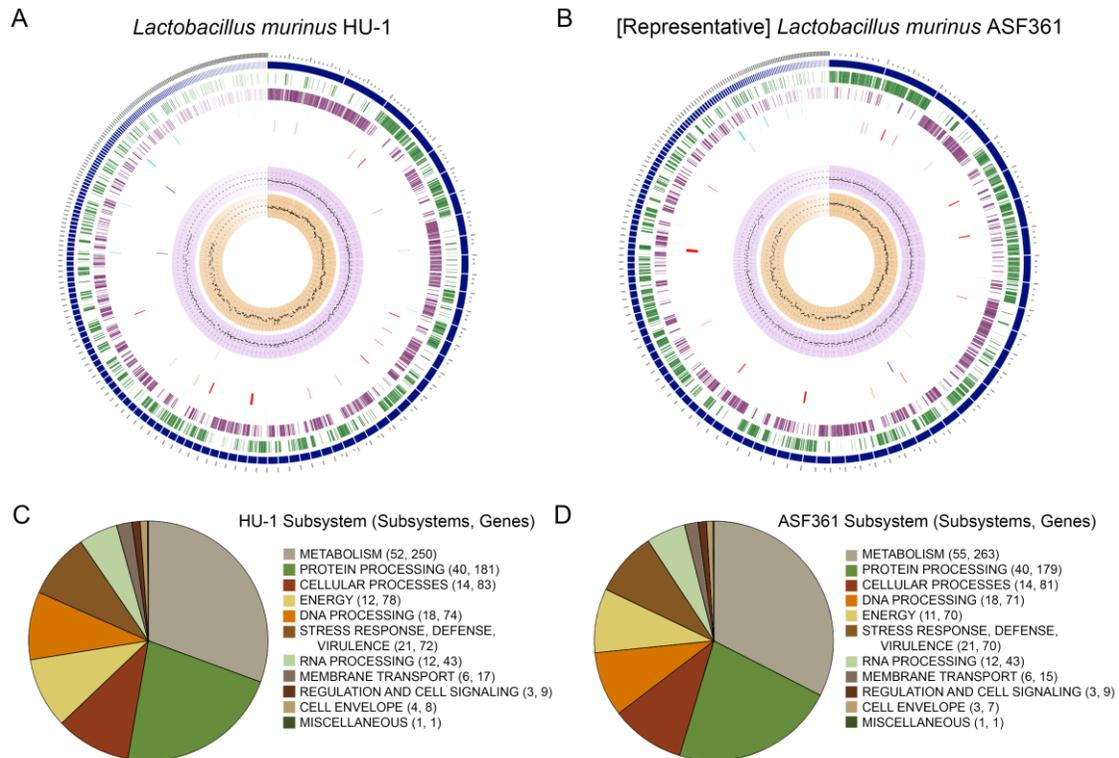 A
Lactobacillus murinus HU-1
B
[Representative] Lactobacillus murinus ASF361
C
HU-1 Subsystem (Subsystems, Genes)
METABOLISM (52, 250)
PROTEIN PROCESSING (40, 181)
CELLULAR PROCESSES (14, 83)
ENERGY (12, 78)
DNA PROCESSING (18, 74)
STRESS RESPONSE, DEFENSE,
VIRULENCE (21, 72)
RNA PROCESSING (12, 43)
MEMBRANE TRANSPORT (6, 17)
REGULATION AND CELL SIGNALING (3, 9)
CELL ENVELOPE (4, 8)
MISCELLANEOUS (1, 1)
D
ASF361 Subsystem (Subsystems, Genes)
METABOLISM (55, 263)
PROTEIN PROCESSING (40, 179)
CELLULAR PROCESSES (14, 81)
DNA PROCESSING (18, 71)
ENERGY (11, 70)
STRESS RESPONSE, DEFENSE,
VIRULENCE (21, 70)
RNA PROCESSING (12, 43)
MEMBRANE TRANSPORT (6, 15)
REGULATION AND CELL SIGNALING (3, 9)
CELL ENVELOPE (3, 7)
MISCELLANEOUS (1, 1)